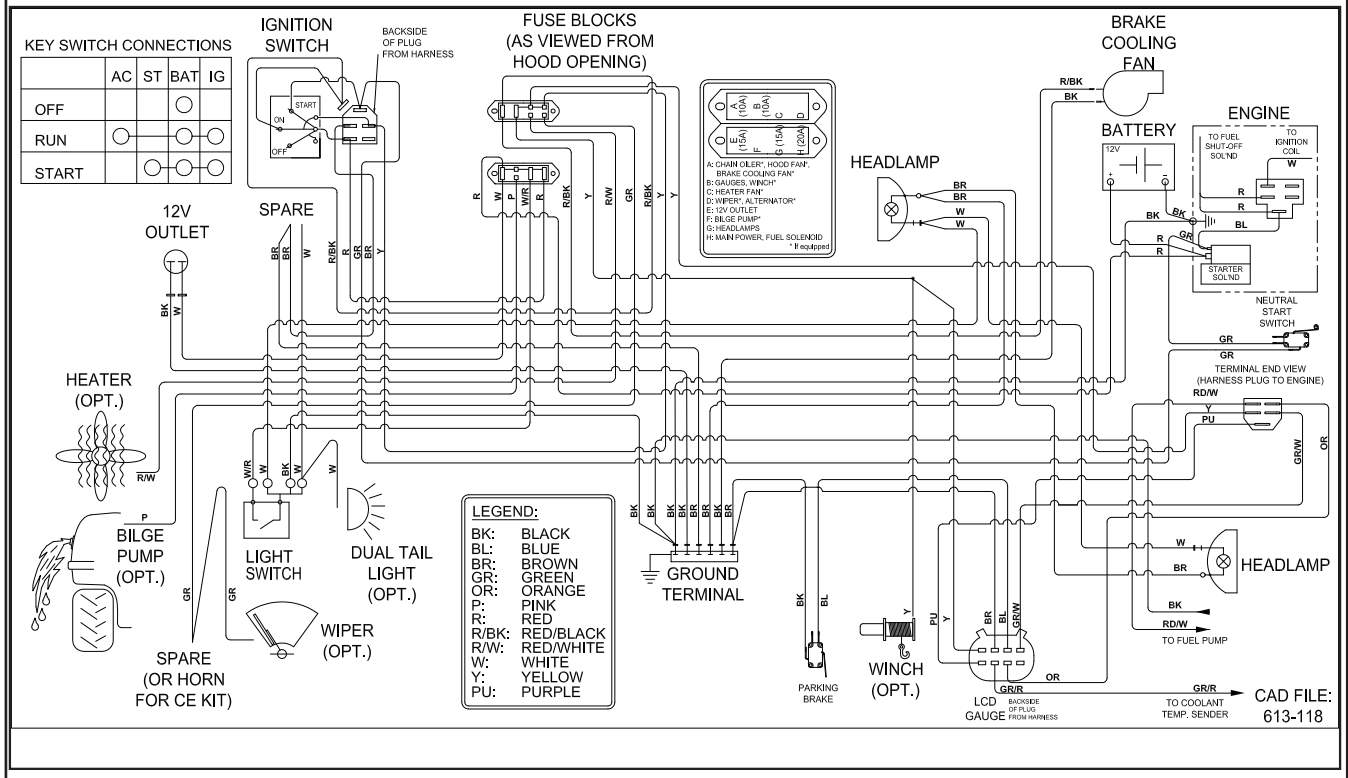 KEY SWITCH CONNECTIONS
AC ST BAT IG
OFF
RUN
START
IGNITION
SWITCH
BACKSIDE
OF PLUG
FROM HARNESS
START
ON
OFF
FUSE BLOCKS
(AS VIEWED FROM
HOOD OPENING)
A (10A)
B (10A)
C
D
E (15A)
F
G (15A)
H (20A)
A: CHAIN OILER*, HOOD FAN*,
BRAKE COOLING FAN*
B: GAUGES, WINCH*
C: HEATER FAN*
D: WIPER*, ALTERNATOR*
E: 12V OUTLET
F: BILGE PUMP*
G: HEADLAMPS
H: MAIN POWER, FUEL SOLENOID
* If equipped
BRAKE
COOLING
FAN
R/BK
BK
BATTERY
12V
+
-
ENGINE
TO FUEL
SHUT-OFF
SOL'ND
TO
IGNITION
COIL
W
R
R
BL
BK
BK
GR
R
R
STARTER
SOL'ND
NEUTRAL
START
SWITCH
GR
GR
HEADLAMP
BR
BR
W
W
12V
OUTLET
BK
W
SPARE
BR
BR
W
R/BK
R
GR
BR
Y
R
W
P
W/R
R
R/BK
Y
R/W
GR
R/BK
Y
Y
TERMINAL END VIEW
(HARNESS PLUG TO ENGINE)
RD/W
Y
PU
GR/W
OR
HEATER
(OPT.)
R/W
P
BILGE
PUMP
(OPT.)
W/R
W
BK
W
W
LIGHT
SWITCH
DUAL TAIL
LIGHT
(OPT.)
GR
GR
WIPER
(OPT.)
SPARE
(OR HORN
FOR CE KIT)
LEGEND:
BK: BLACK
BL: BLUE
BR: BROWN
GR: GREEN
OR: ORANGE
P: PINK
R: RED
R/BK: RED/BLACK
R/W: RED/WHITE
W: WHITE
Y: YELLOW
PU: PURPLE
BK
BK
BK
BR
BR
BK
BR
GROUND
TERMINAL
BK
BL
PARKING
BRAKE
Y
WINCH
(OPT.)
PU
Y
BR
BL
GR/W
LCD
GAUGE
BACKSIDE
OF PLUG
FROM HARNESS
OR
GR/R
GR/R
TO COOLANT
TEMP. SENDER
W
BR
HEADLAMP
BK
RD/W
TO FUEL PUMP
CAD FILE:
613-118